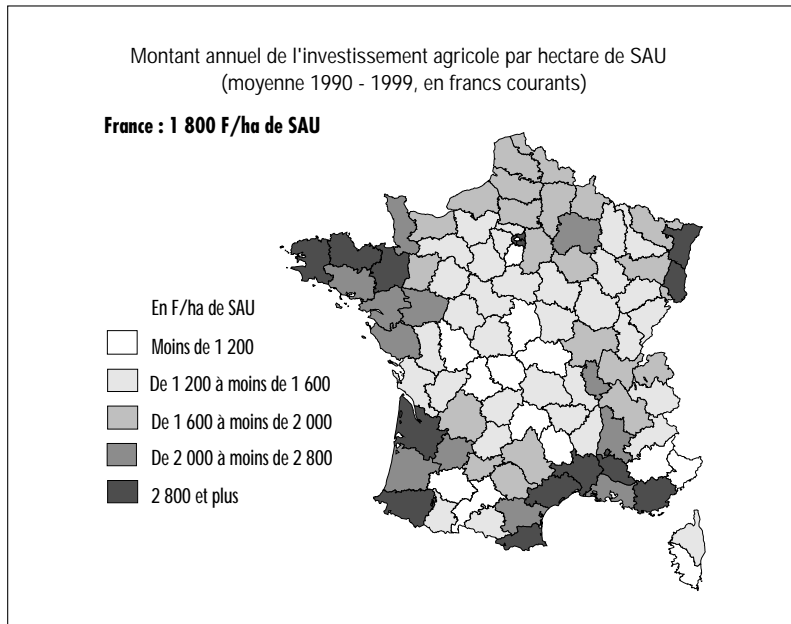 Montant annuel de l'investissement agricole par hectare de SAU
(moyenne 1990 - 1999, en francs courants)
France : 1 800 F/ha de SAU
En F/ha de SAU
Moins de 1 200
De 1 200 à moins de 1 600
De 1 600 à moins de 2 000
De 2 000 à moins de 2 800
2 800 et plus